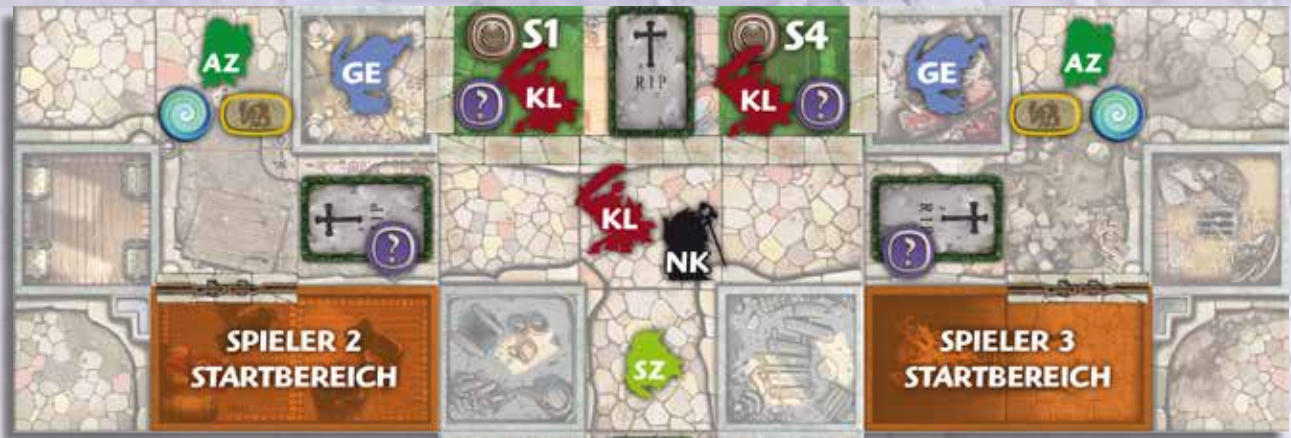 AZ
GE
S1
KL
?
RIP
S4
KL
?
GE
AZ
RIP
?
KL
NK
RIP
?
SPIELER 2
STARTBEREICH
SZ
SPIELER 3
STARTBEREICH